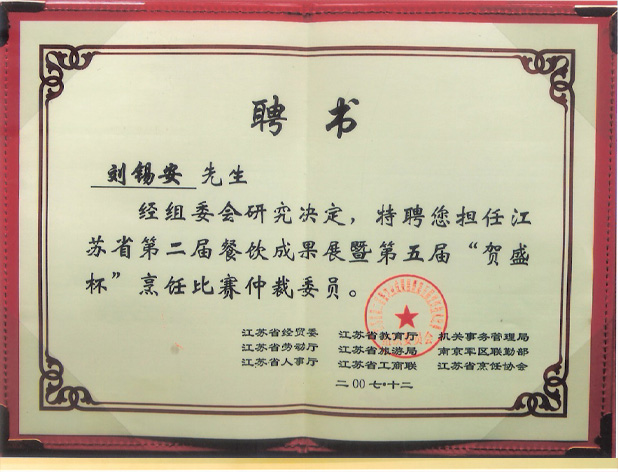 聘书
刘锡安 先生
经组委会研究决定，特聘您担任江
苏省第二届餐饮成果展暨第五届“贺盛
杯”烹饪比赛仲裁委员。
江苏省经贸委 江苏省教育厅 机关事务管理局
江苏省劳动厅 江苏省旅游局 南京军区联勤部
江苏省人事厅 江苏省工商联 江苏省烹饪协会
二00七·十二